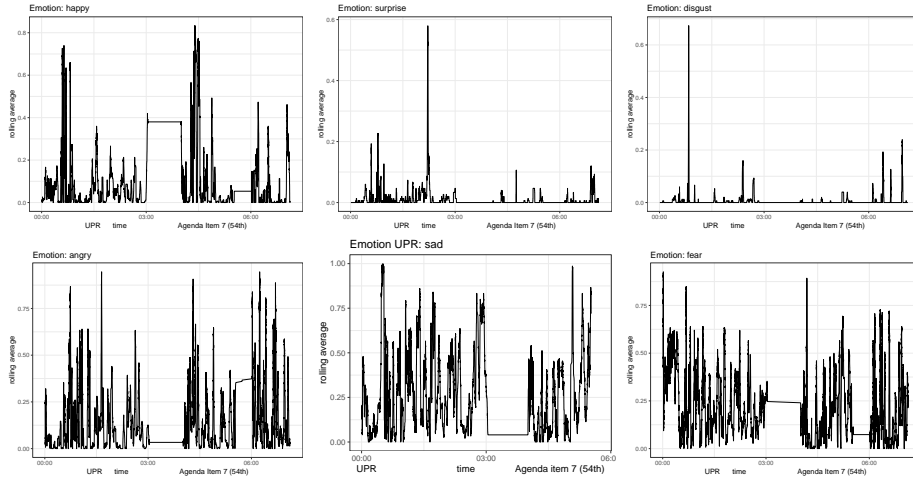 Emotion: happy
rolling average
0.8
0.6
0.4
0.2
0.0
00:00 03:00 06:00
UPR time Agenda Item 7 (54th)
Emotion: surprise
rolling average
0.6
0.4
0.2
0.0
00:00 03:00 06:00
UPR time Agenda Item 7 (54th)
Emotion: disgust
rolling average
0.6
0.4
0.2
0.0
00:00 03:00 06:00
UPR time Agenda Item 7 (54th)
Emotion: angry
rolling average
0.75
0.50
0.25
0.00
00:00 03:00 06:00
UPR time Agenda Item 7 (54th)
Emotion UPR: sad
rolling average
1.00
0.75
0.50
0.25
0.00
00:00 03:00 06:0
UPR time Agenda Item 7 (54th)
Emotion: fear
rolling average
0.75
0.50
0.25
0.00
00:00 03:00 06:00
UPR time Agenda Item 7 (54th)